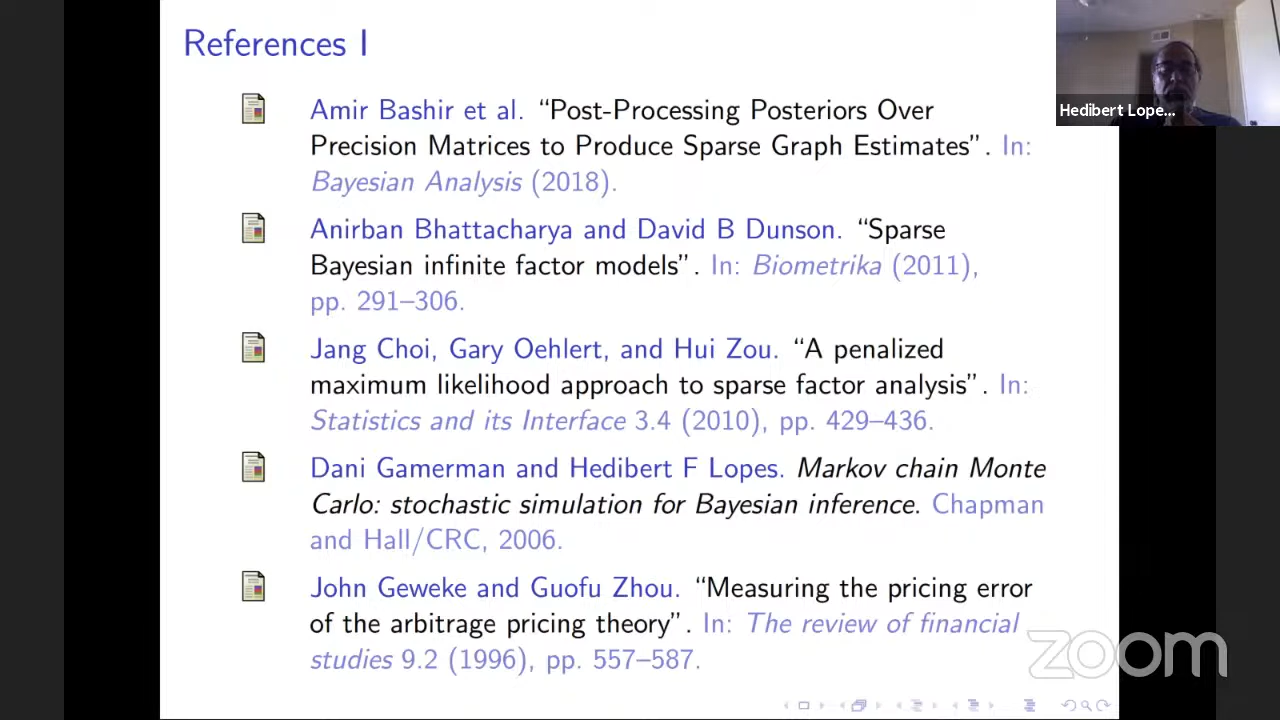 References I
Amir Bashir et al. “Post-Processing Posteriors Over
Precision Matrices to Produce Sparse Graph Estimates”. In:
Bayesian Analysis (2018).
Anirban Bhattacharya and David B Dunson. “Sparse
Bayesian infinite factor models”. In: Biometrika (2011),
pp. 291–306.
Jang Choi, Gary Oehlert, and Hui Zou. “A penalized
maximum likelihood approach to sparse factor analysis”. In:
Statistics and its Interface 3.4 (2010), pp. 429–436.
Dani Gamerman and Hedibert F Lopes. Markov chain Monte
Carlo: stochastic simulation for Bayesian inference. Chapman
and Hall/CRC, 2006.
John Geweke and Guofu Zhou. “Measuring the pricing error
of the arbitrage pricing theory”. In: The review of financial
studies 9.2 (1996), pp. 557–587.
Hedibert Lope...
zoom